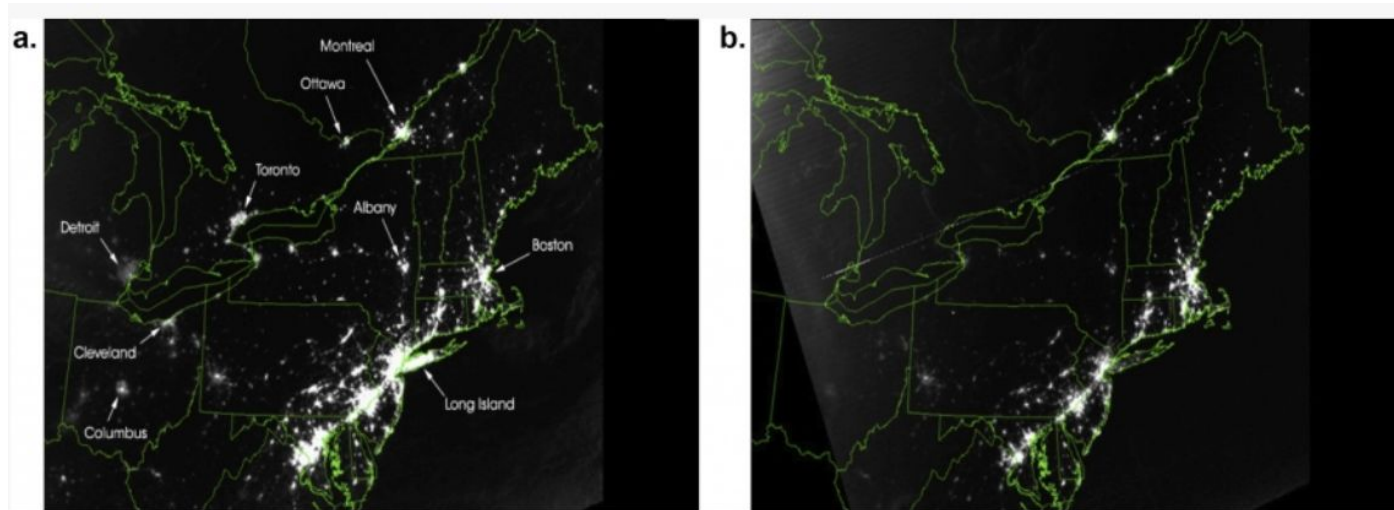 a.
b.
Montreal
Ottawa
Toronto
Albany
Detroit
Boston
Cleveland
Long Island
Columbus